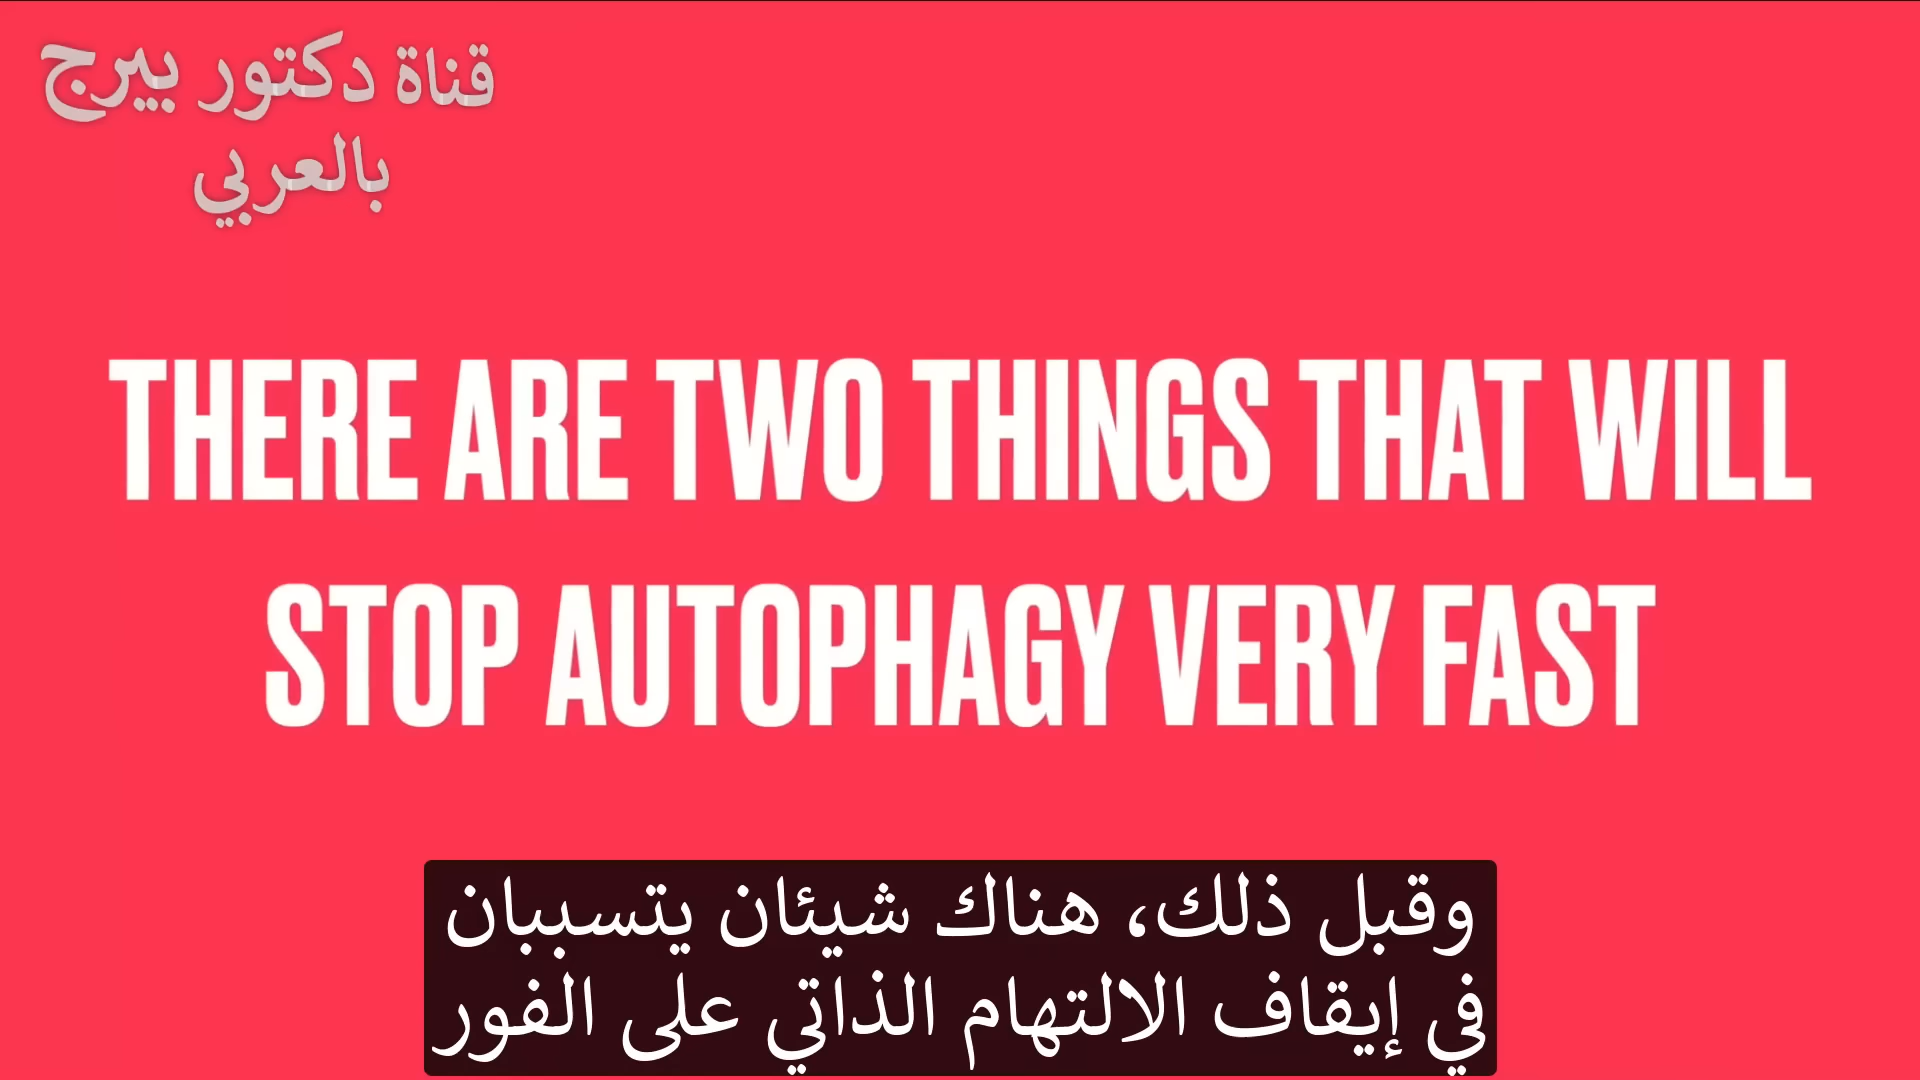 قناة دكتور بيرج
بالعربي
THERE ARE TWO THINGS THAT WILL
STOP AUTOPHAGY VERY FAST
وقبل ذلك، هناك شيئان يتسببان
في إيقاف الالتهام الذاتي على الفور